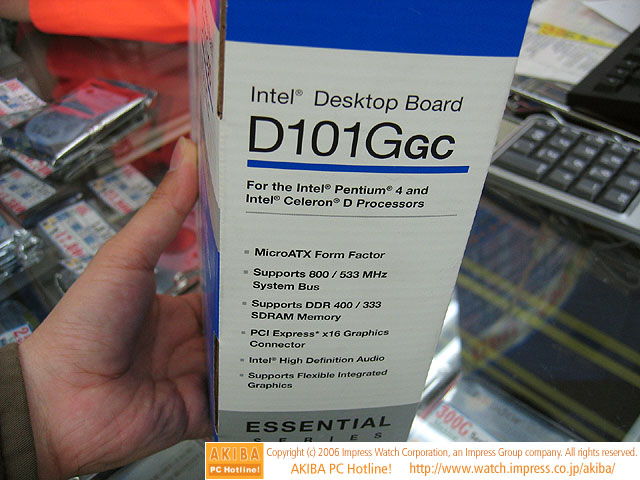 Intel® Desktop Board
D101GGC
For the Intel® Pentium® 4 and
Intel® Celeron® D Processors
MicroATX Form Factor
Supports 800 / 533 MHz
System Bus
Supports DDR 400 / 333
SDRAM Memory
PCI Express* x16 Graphics
Connector
Intel® High Definition Audio
Supports Flexible Integrated
Graphics
ESSENTIAL
SERIES
300G
AKIBA
PC Hotline!
Copyright (c) 2006 Impress Watch Corporation, an Impress Group company. All rights reserved.
AKIBA PC Hotline! http://www.watch.impress.co.jp/akiba/